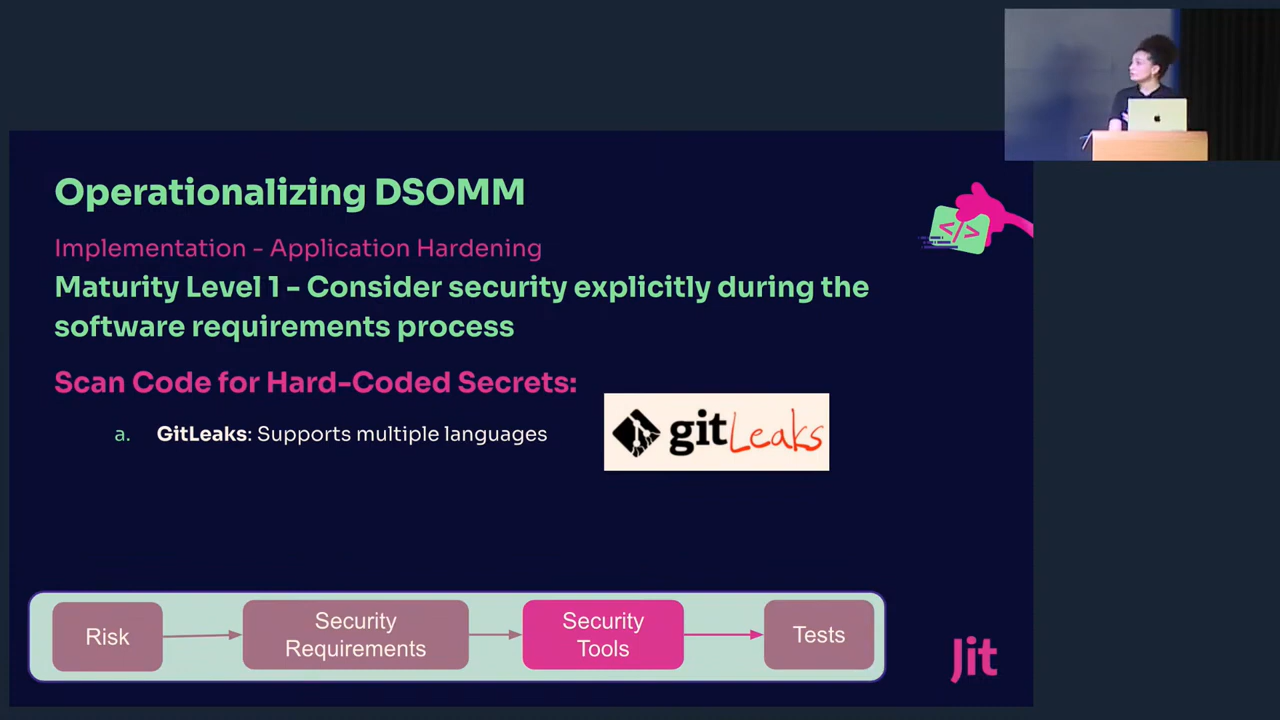 Operationalizing DSOMM
Implementation - Application Hardening
Maturity Level 1 - Consider security explicitly during the
software requirements process
Scan Code for Hard-Coded Secrets:
a. GitLeaks: Supports multiple languages
gitLeaks
</>
Risk
Security
Requirements
Security
Tools
Tests
Jit